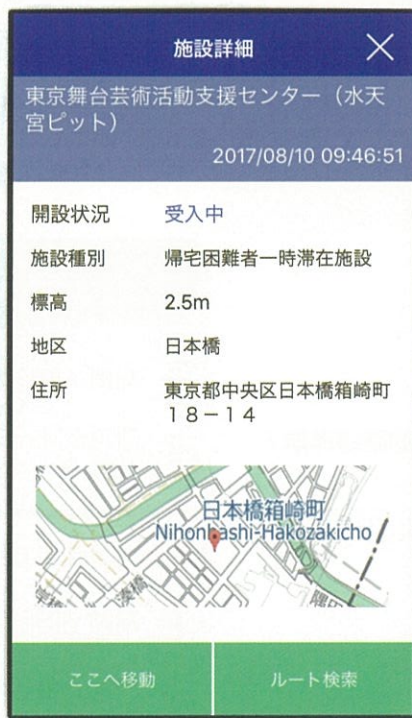 施設詳細
東京舞台芸術活動支援センター（水天
宮ピット）
2017/08/10 09:46:51
開設状況 受入中
施設種別 帰宅困難者一時滞在施設
標高 2.5m
地区 日本橋
住所 東京都中央区日本橋箱崎町
１８－１４
日本橋箱崎町
Nihonbashi-Hakozakicho
湊橋
隅田
ここへ移動 ルート検索